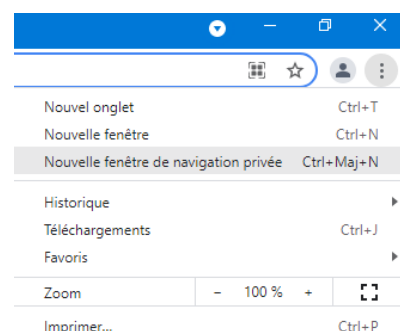 Nouvel onglet Ctrl+T
Nouvelle fenêtre Ctrl+N
Nouvelle fenêtre de navigation privée Ctrl+Maj+N
Historique
Téléchargements Ctrl+J
Favoris
Zoom - 100 % +
Imprimer... Ctrl+P